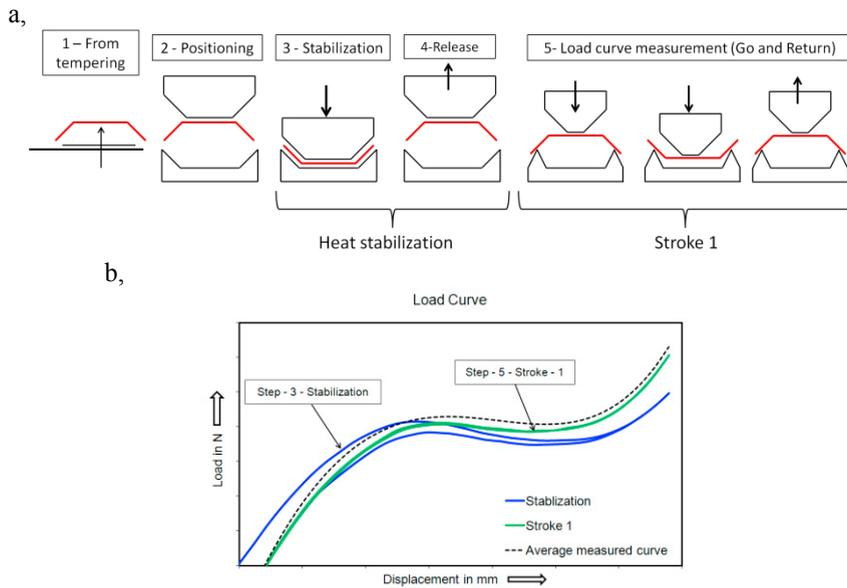 a,
1 – From
tempering
2 - Positioning
3 - Stabilization
4-Release
5- Load curve measurement (Go and Return)
Heat stabilization
Stroke 1
b,
Load Curve
Step - 3 - Stabilization
Step - 5 - Stroke - 1
Load in N
Stablization
Stroke 1
Average measured curve
Displacement in mm